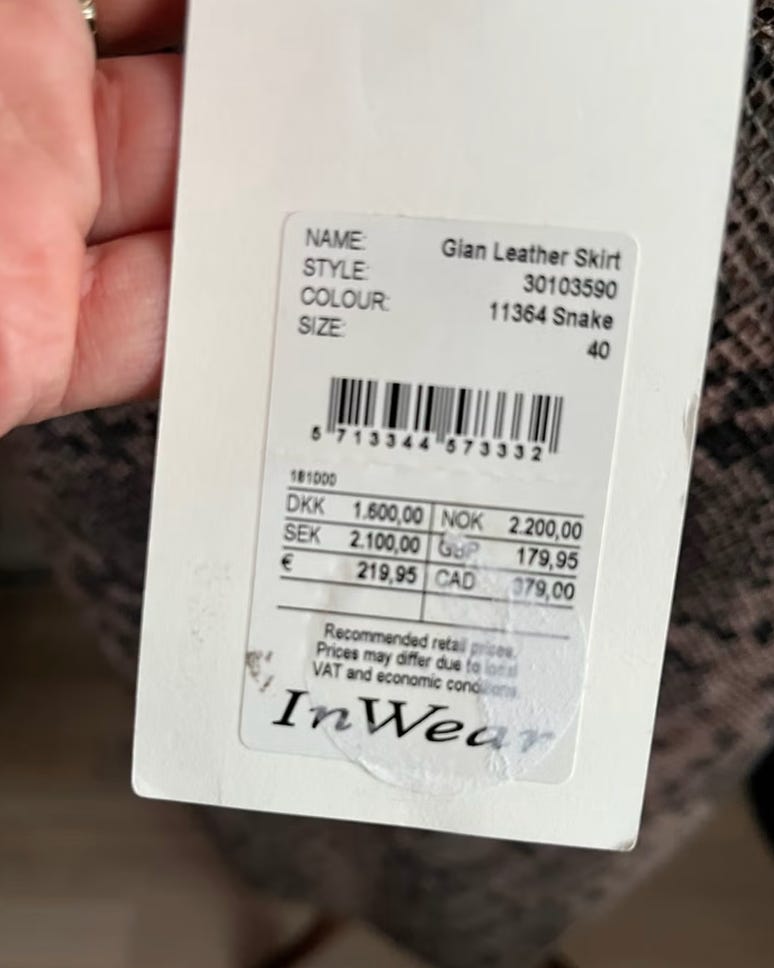 NAME: Gian Leather Skirt
STYLE: 30103590
COLOUR: 11364 Snake
SIZE: 40
5 713344 573332
181000
DKK 1.600,00 NOK 2.200,00
SEK 2.100,00 GBP 179,95
€ 219,95 CAD 379,00
Recommended retail prices.
Prices may differ due to local
VAT and economic conditions.
InWear